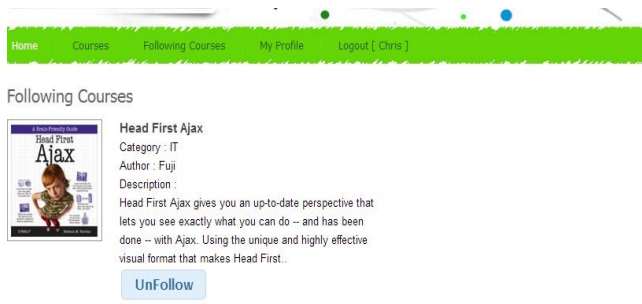 Home Courses Following Courses My Profile Logout [ Chris ]
Following Courses
A Brain-Friendly Guide
Head First
Ajax
Head First Ajax
Category : IT
Author : Fuji
Description :
Head First Ajax gives you an up-to-date perspective that
lets you see exactly what you can do -- and has been
done -- with Ajax. Using the unique and highly effective
visual format that makes Head First..
UnFollow